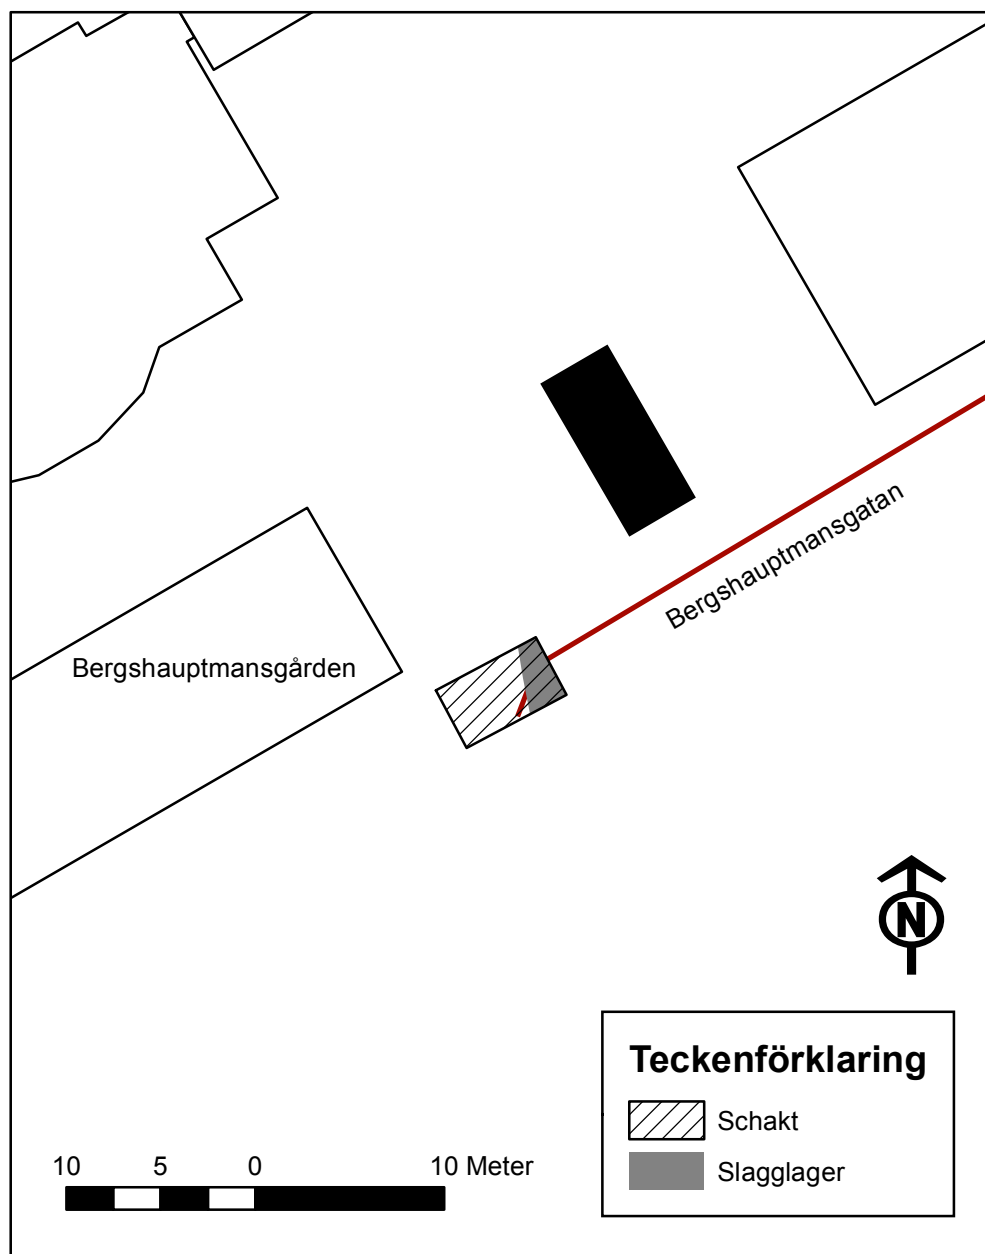 Bergshauptmansgatan
Bergshauptmansgården
N
Teckenförklaring
Schakt
Slagglager
10 5 0 10 Meter